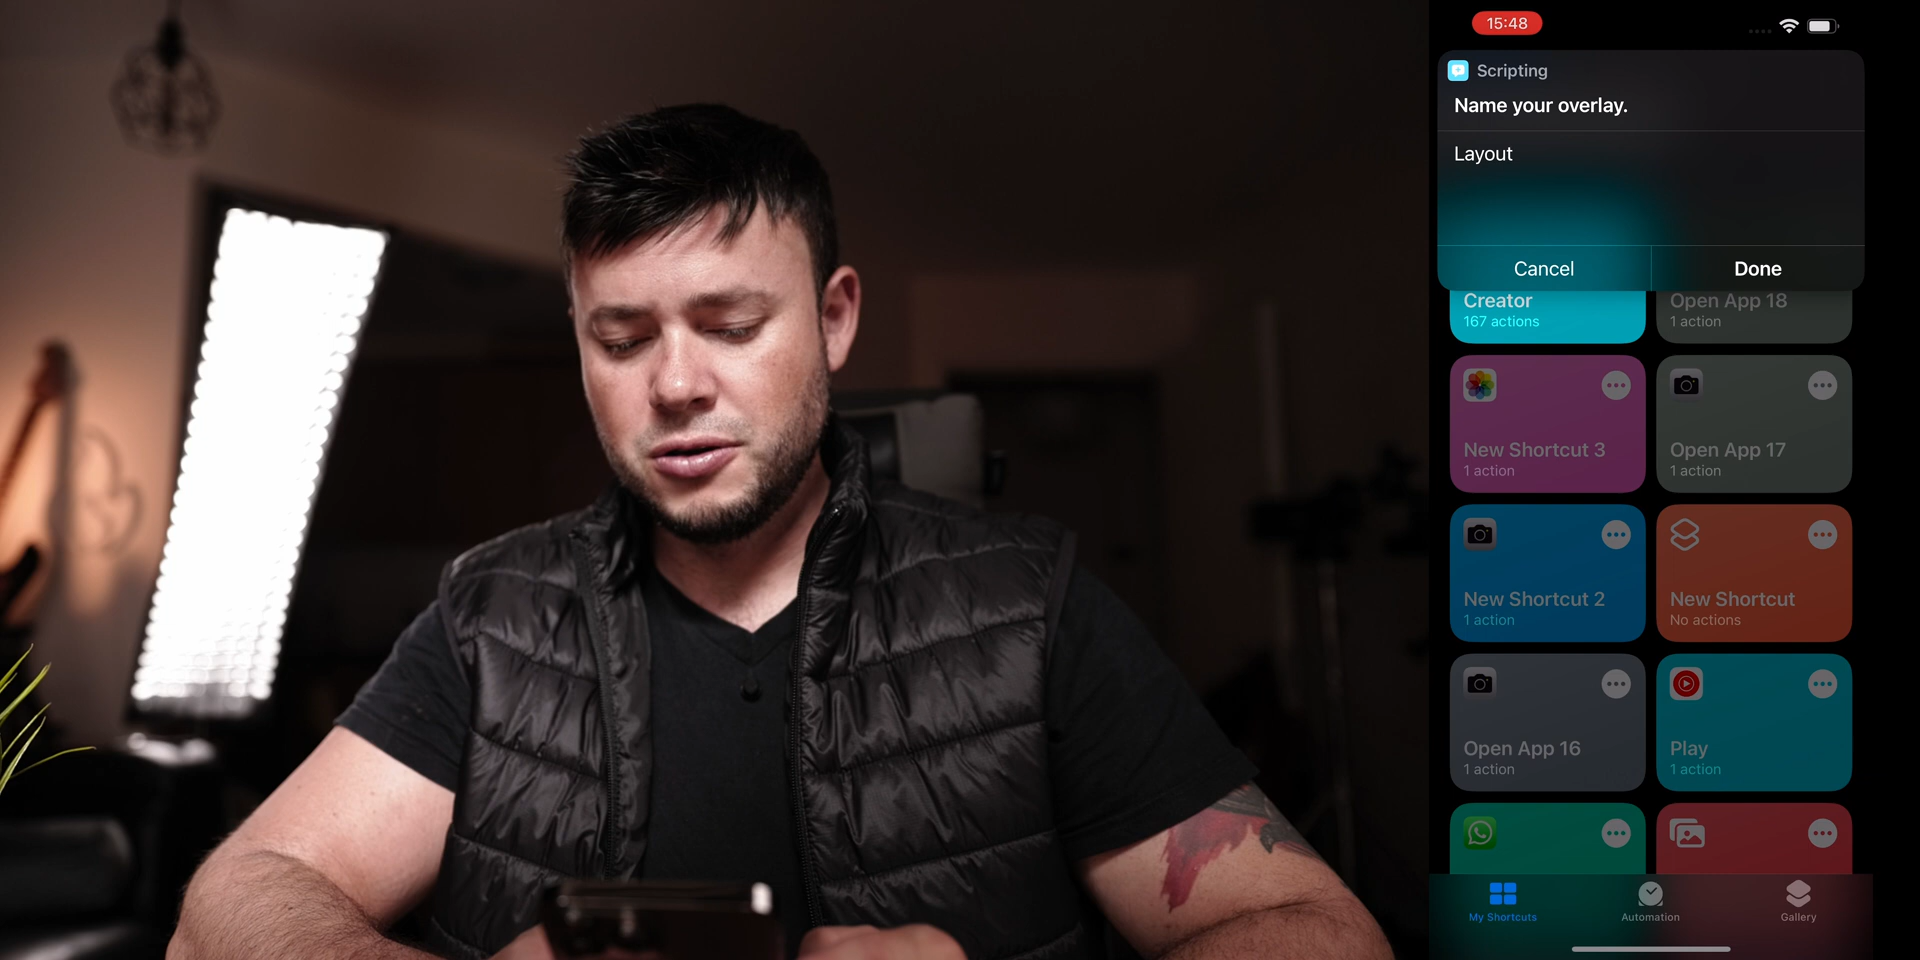 15:48
Scripting
Name your overlay.
Layout
Cancel
Done
Creator
167 actions
Open App 18
1 action
New Shortcut 3
1 action
Open App 17
1 action
New Shortcut 2
1 action
New Shortcut
No actions
Open App 16
1 action
Play
1 action
My Shortcuts
Automation
Gallery